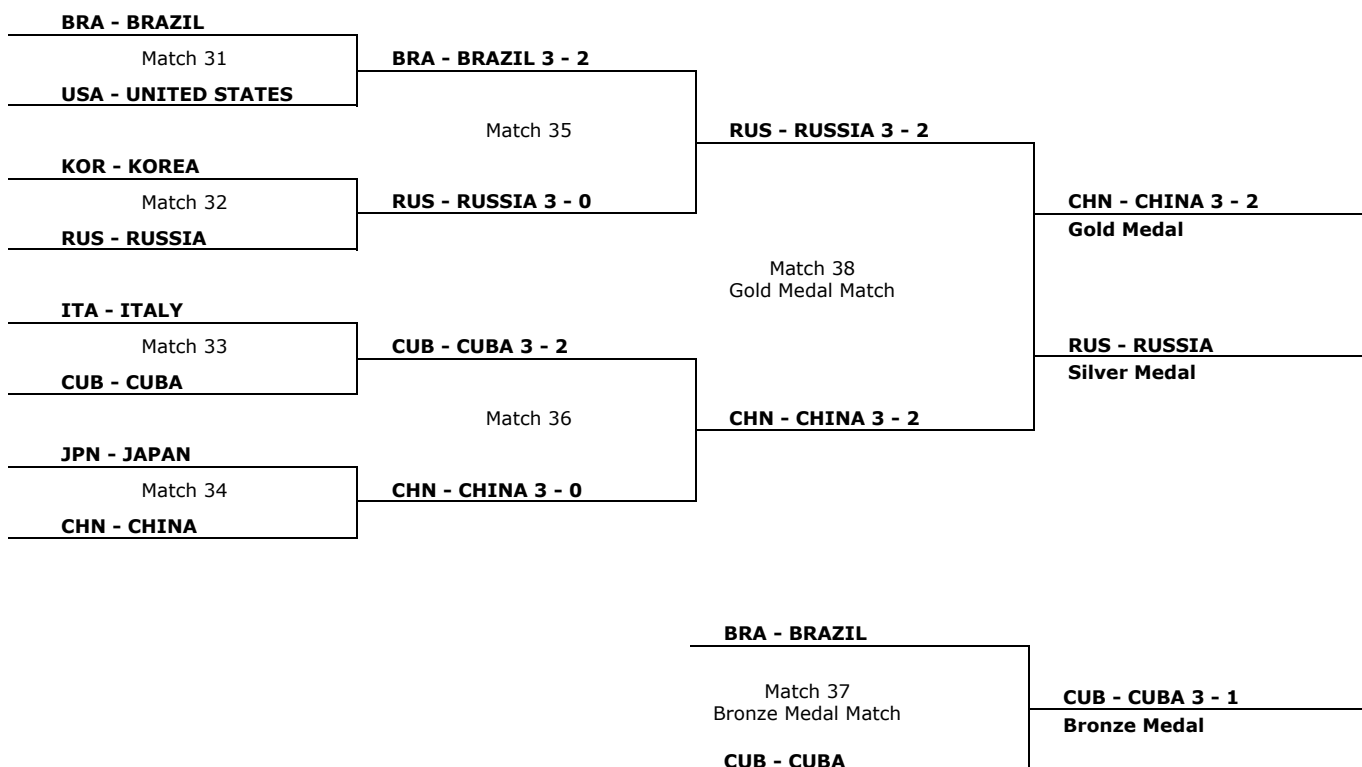 BRA - BRAZIL
Match 31
USA - UNITED STATES
BRA - BRAZIL 3 - 2
Match 35
KOR - KOREA
Match 32
RUS - RUSSIA
RUS - RUSSIA 3 - 0
RUS - RUSSIA 3 - 2
ITA - ITALY
Match 33
CUB - CUBA
CUB - CUBA 3 - 2
Match 36
JPN - JAPAN
Match 34
CHN - CHINA
CHN - CHINA 3 - 0
CHN - CHINA 3 - 2
Match 38
Gold Medal Match
CHN - CHINA 3 - 2
Gold Medal
RUS - RUSSIA
Silver Medal
BRA - BRAZIL
Match 37
Bronze Medal Match
CUB - CUBA
CUB - CUBA 3 - 1
Bronze Medal